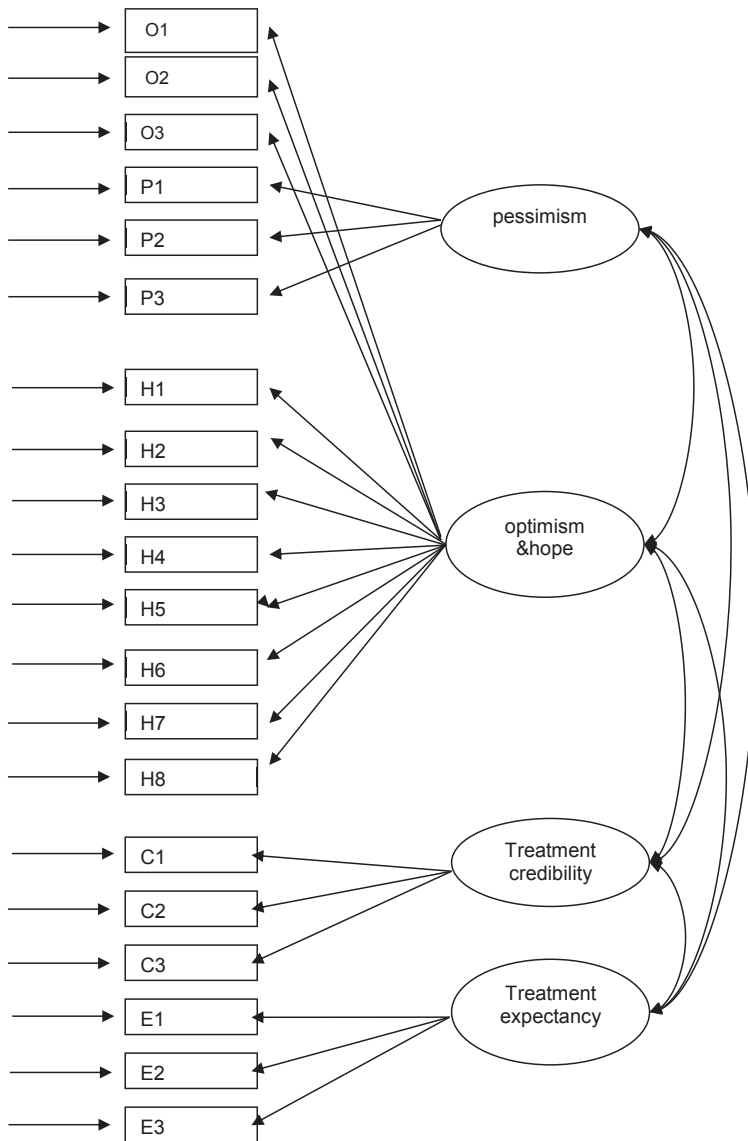 O1
O2
O3
P1
pessimism
P2
P3
H1
H2
H3
optimism
&hope
H4
H5
H6
H7
H8
C1
Treatment
credibility
C2
C3
E1
Treatment
expectancy
E2
E3